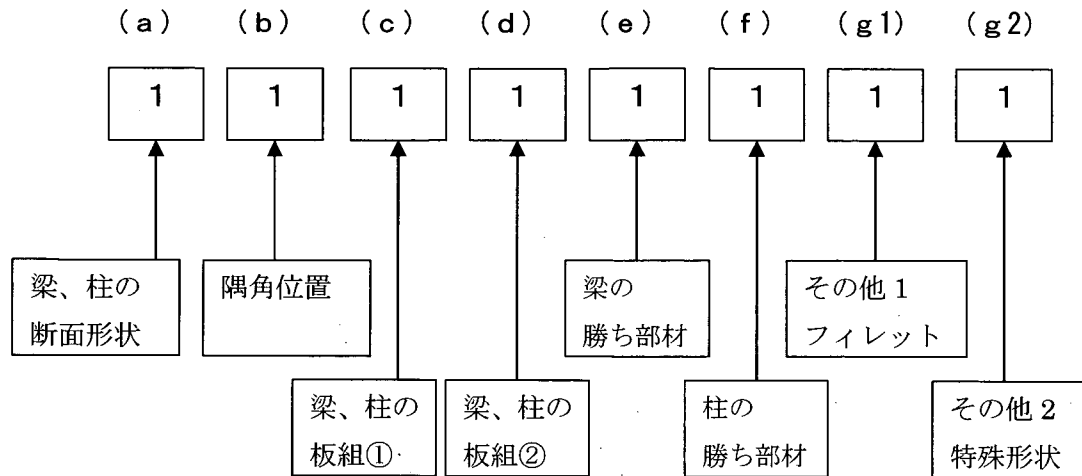 (a) (b) (c) (d) (e) (f) (g1) (g2)
1 1 1 1 1 1 1 1
梁、柱の
断面形状
隅角位置
梁の
勝ち部材
その他1
フィレット
梁、柱の
板組①
梁、柱の
板組②
柱の
勝ち部材
その他2
特殊形状